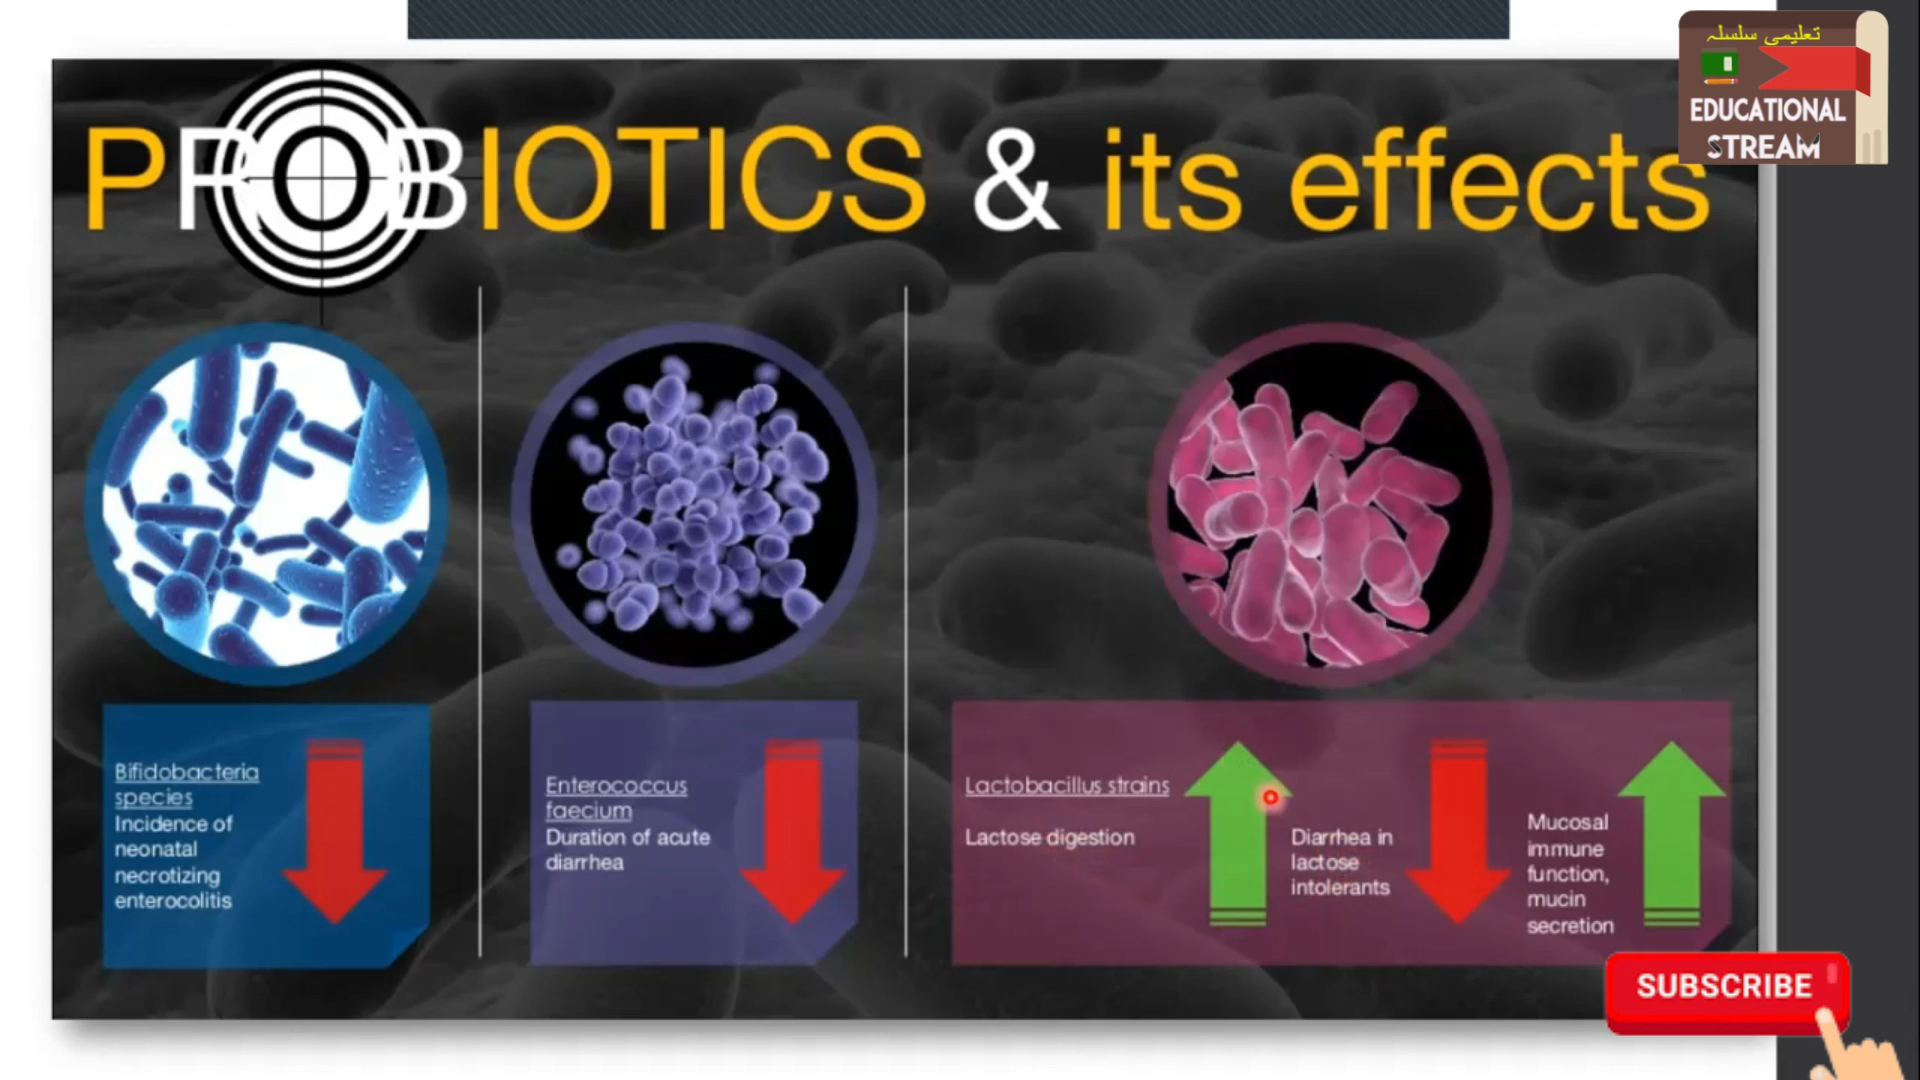 تعلیمی سلسلہ
EDUCATIONAL
STREAM
PROBIOTICS & its effects
Bifidobacteria
species
Incidence of
neonatal
necrotizing
enterocolitis
Enterococcus
faecium
Duration of acute
diarrhea
Lactobacillus strains
Lactose digestion
Diarrhea in
lactose
intolerants
Mucosal
immune
function,
mucin
secretion
SUBSCRIBE